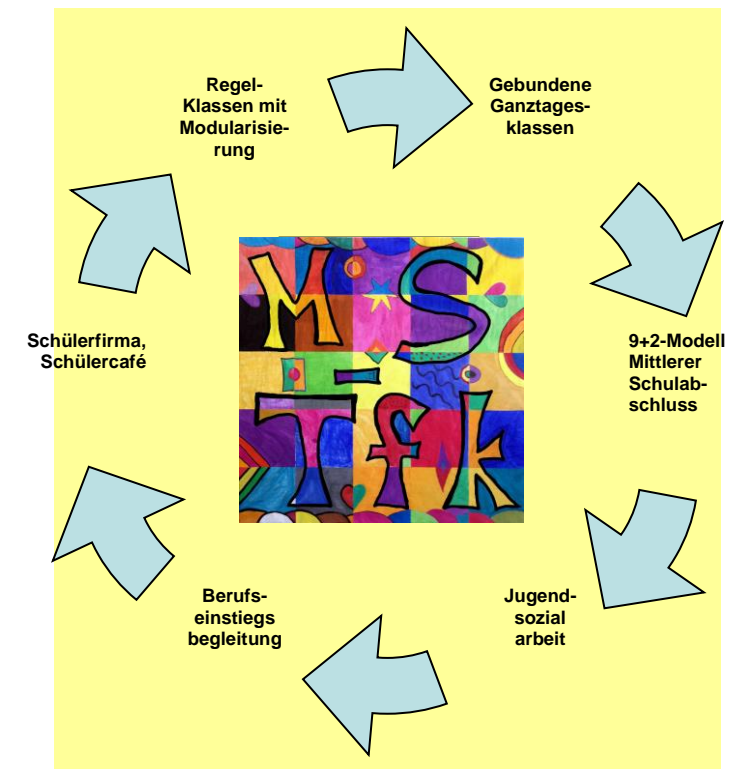 Regel-
Klassen mit
Modularisie-
rung
Gebundene
Ganztages-
klassen
9+2-Modell
Mittlerer
Schulab-
schluss
Jugend-
sozial
arbeit
Berufs-
einstiegs
begleitung
Schülerfirma,
Schülercafé
M-S
Tfk